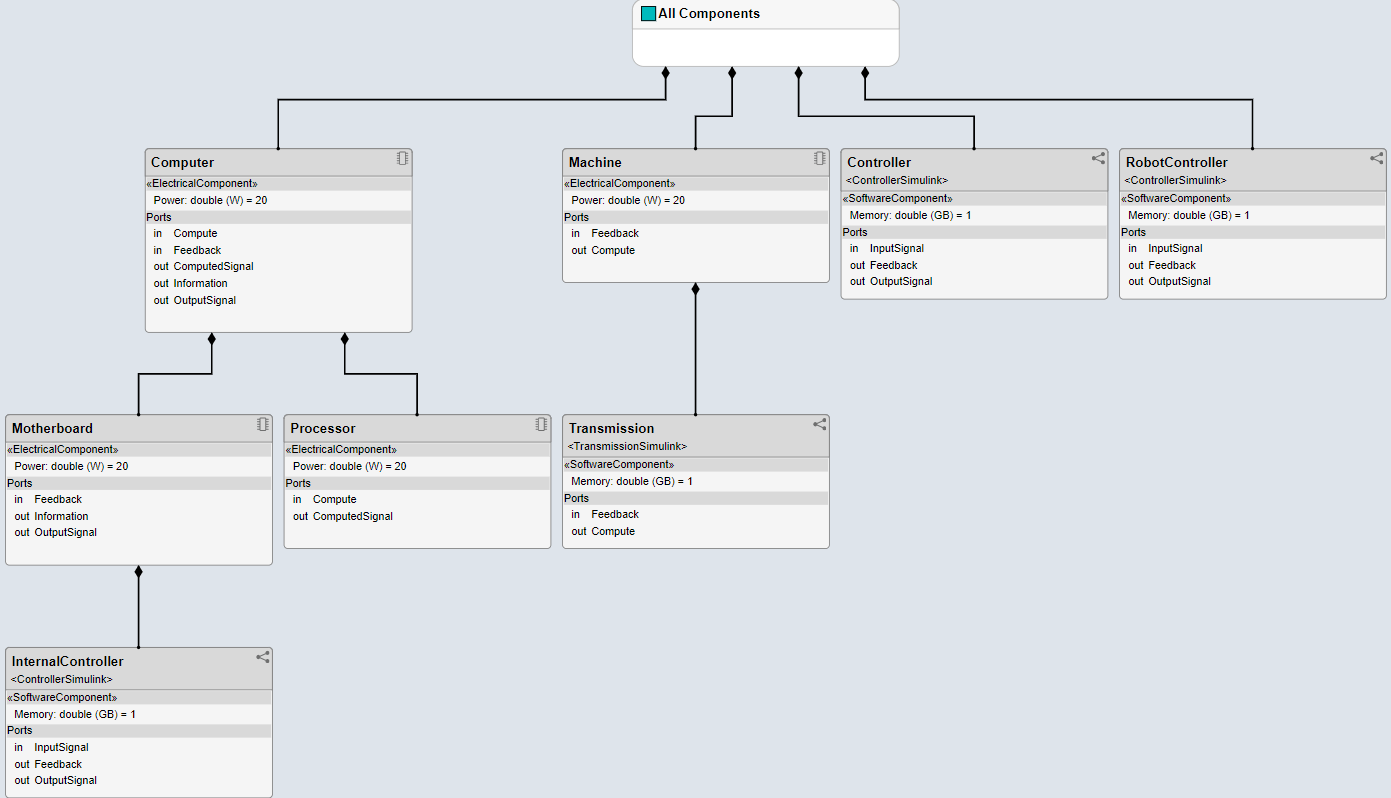 All Components
Computer
«ElectricalComponent»
Power: double (W) = 20
Ports
in Compute
in Feedback
out ComputedSignal
out Information
out OutputSignal
Machine
«ElectricalComponent»
Power: double (W) = 20
Ports
in Feedback
out Compute
Controller
<ControllerSimulink>
«SoftwareComponent»
Memory: double (GB) = 1
Ports
in InputSignal
out Feedback
out OutputSignal
RobotController
<ControllerSimulink>
«SoftwareComponent»
Memory: double (GB) = 1
Ports
in InputSignal
out Feedback
out OutputSignal
Motherboard
«ElectricalComponent»
Power: double (W) = 20
Ports
in Feedback
out Information
out OutputSignal
Processor
«ElectricalComponent»
Power: double (W) = 20
Ports
in Compute
out ComputedSignal
Transmission
<TransmissionSimulink>
«SoftwareComponent»
Memory: double (GB) = 1
Ports
in Feedback
out Compute
InternalController
<ControllerSimulink>
«SoftwareComponent»
Memory: double (GB) = 1
Ports
in InputSignal
out Feedback
out OutputSignal